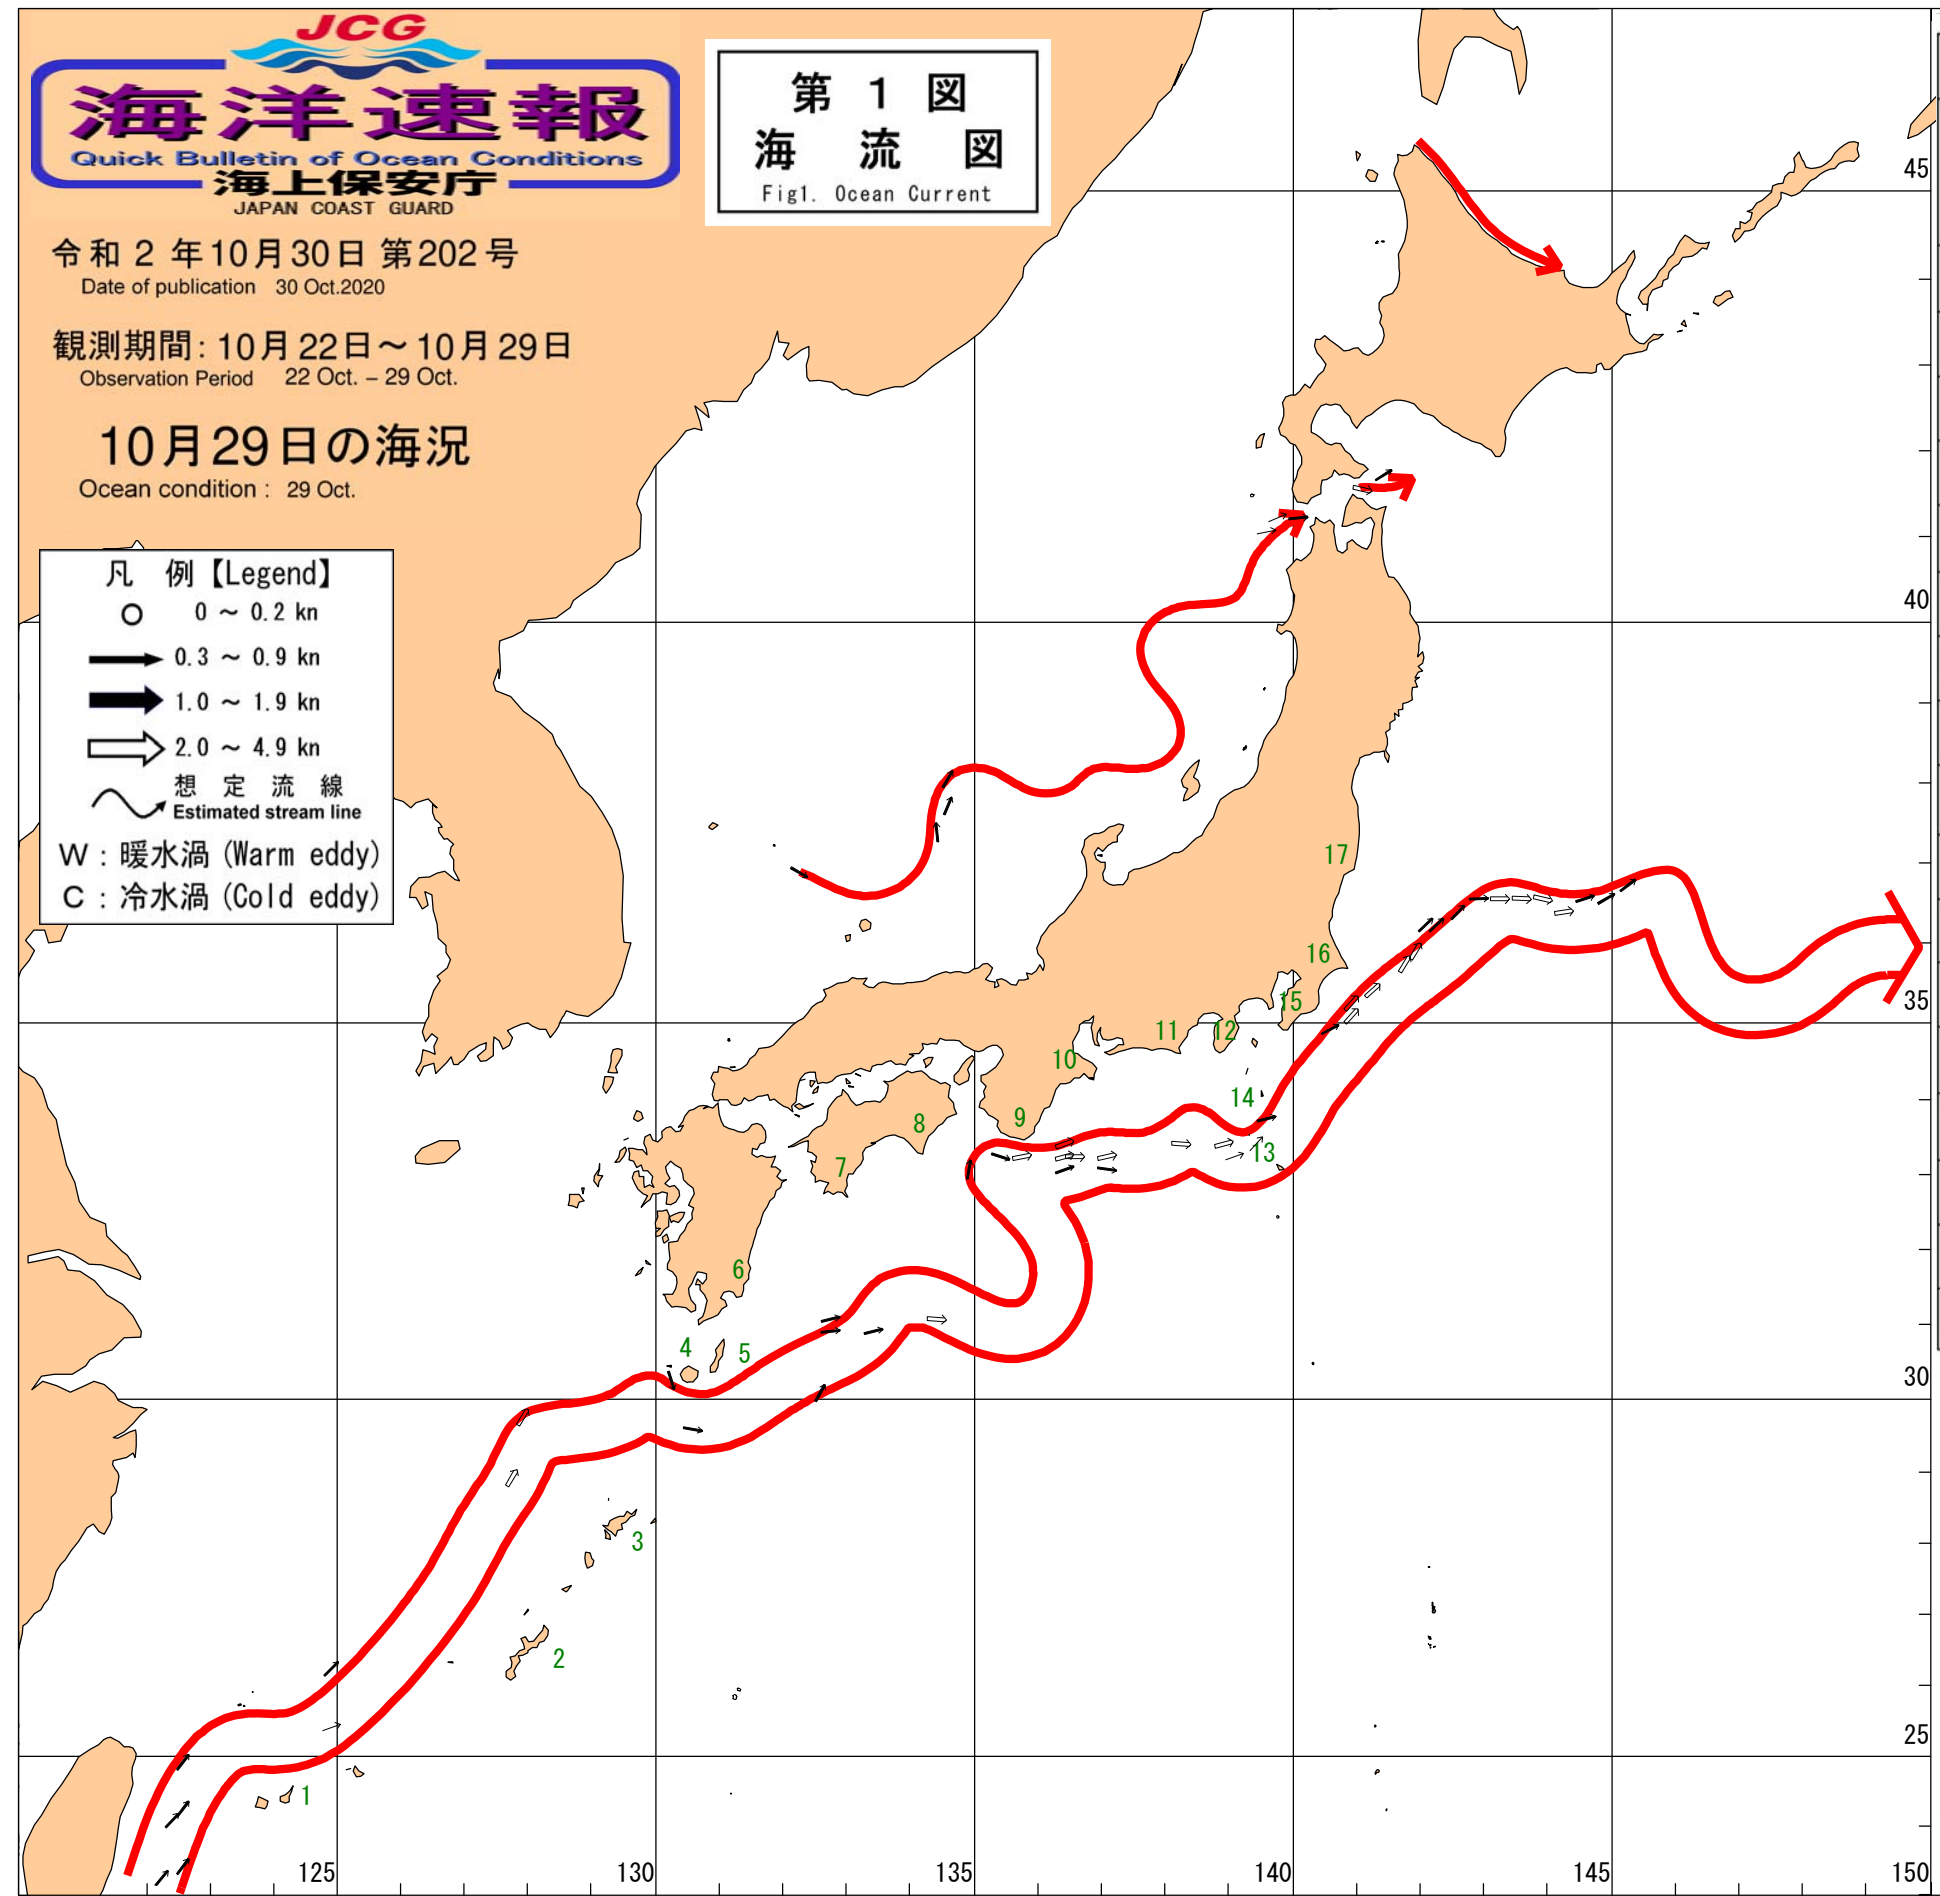 JCG
海洋速報
Quick Bulletin of Ocean Conditions
海上保安庁
JAPAN COAST GUARD
第 1 図
海 流 図
Fig1. Ocean Current
令和 2 年10月30日 第202号
Date of publication 30 Oct.2020
観測期間: 10月22日～10月29日
Observation Period 22 Oct. – 29 Oct.
10月29日の海況
Ocean condition : 29 Oct.
凡 例【Legend】
0 ～ 0.2 kn
0.3 ～ 0.9 kn
1.0 ～ 1.9 kn
2.0 ～ 4.9 kn
想 定 流 線
Estimated stream line
W : 暖水渦 (Warm eddy)
C : 冷水渦 (Cold eddy)
45
40
17
16
35
15
12
11
10
14
9
8
13
7
6
4
5
30
3
2
25
1
125
130
135
140
145
150